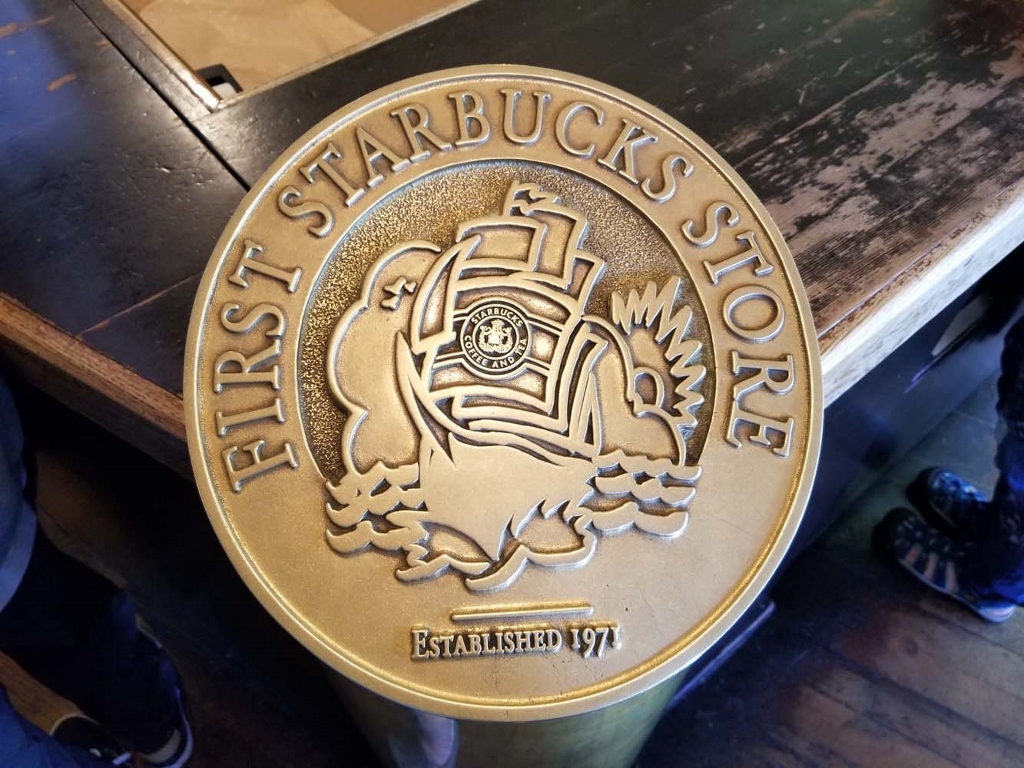 FIRST STARBUCKS STORE
STARBUCKS
COFFEE AND TEA
ESTABLISHED 1971